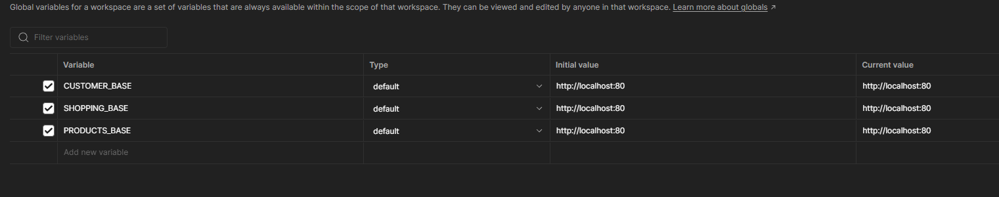 Global variables for a workspace are a set of variables that are always available within the scope of that workspace. They can be viewed and edited by anyone in that workspace. Learn more about globals ↗
Filter variables
Variable Type Initial value Current value
CUSTOMER_BASE default http://localhost:80 http://localhost:80
SHOPPING_BASE default http://localhost:80 http://localhost:80
PRODUCTS_BASE default http://localhost:80 http://localhost:80
Add new variable